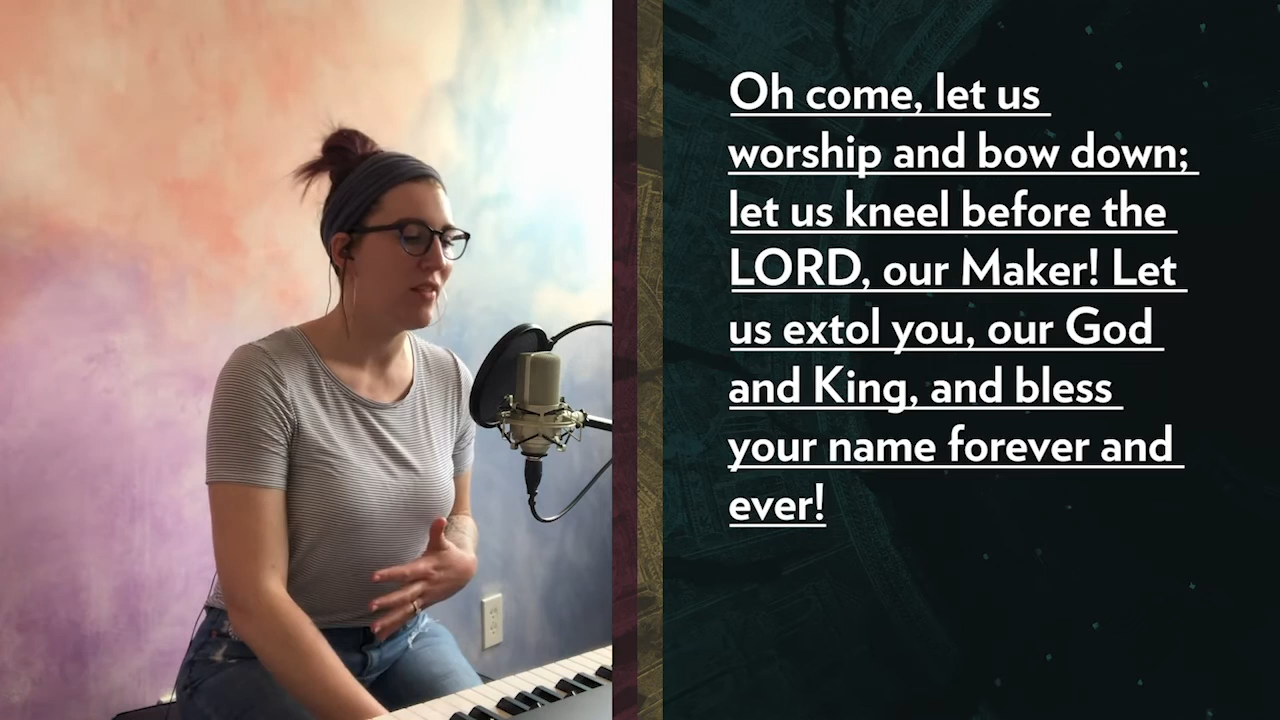 Oh come, let us
worship and bow down;
let us kneel before the
LORD, our Maker! Let
us extol you, our God
and King, and bless
your name forever and
ever!